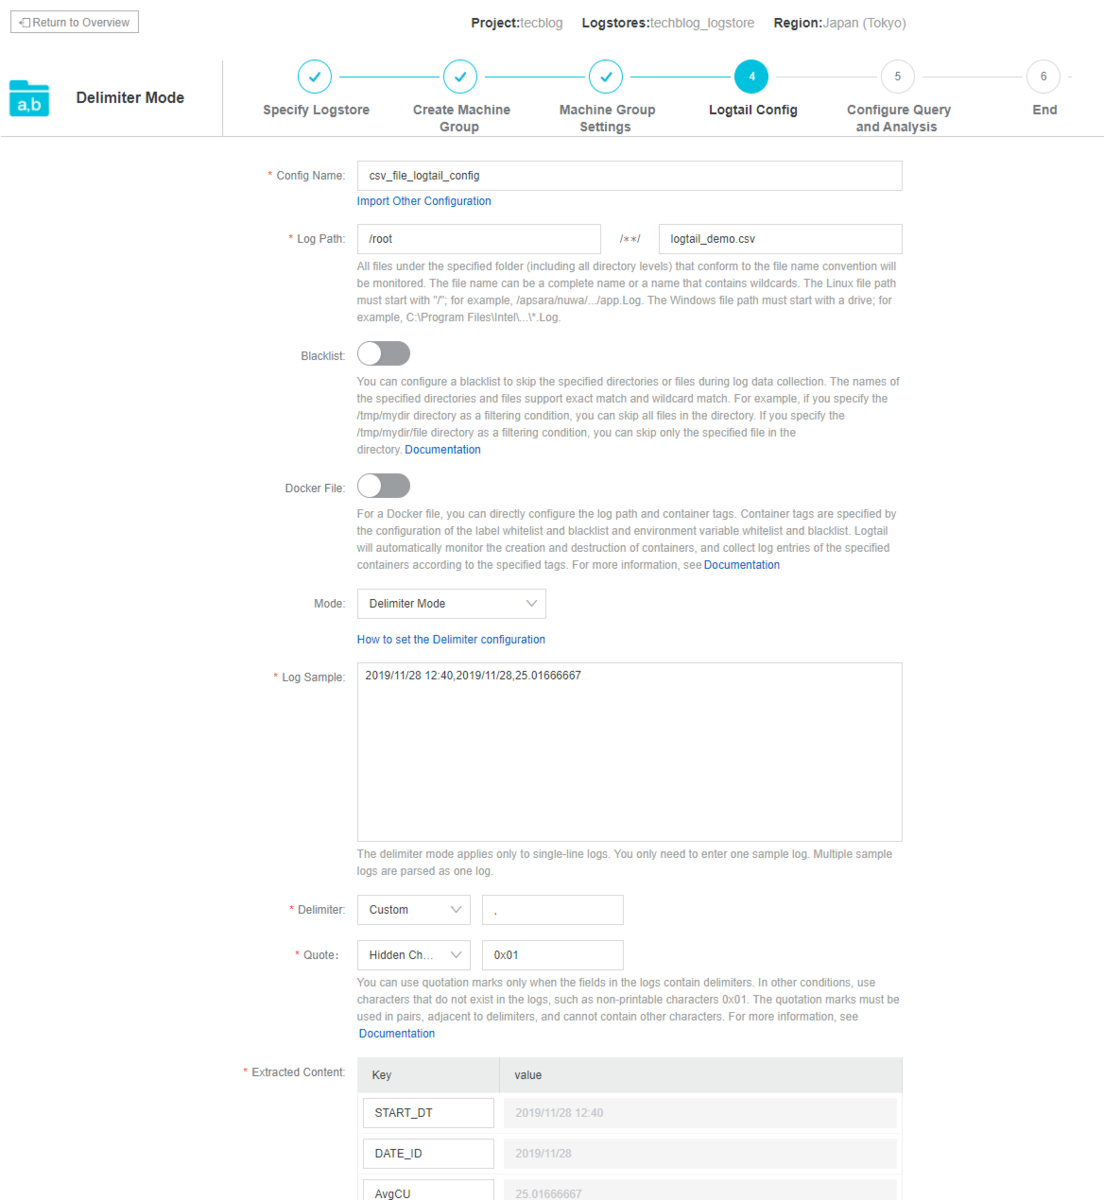 Return to Overview
Project:tecblog Logstores:techblog_logstore Region:Japan (Tokyo)
a,b
Delimiter Mode
4 5 6
Specify Logstore Create Machine Group Machine Group Settings Logtail Config Configure Query and Analysis End
* Config Name: csv_file_logtail_config
Import Other Configuration
* Log Path: /root /**/ logtail_demo.csv
All files under the specified folder (including all directory levels) that conform to the file name convention will
be monitored. The file name can be a complete name or a name that contains wildcards. The Linux file path
must start with "/"; for example, /apsara/nuwa/.../app.Log. The Windows file path must start with a drive; for
example, C:\Program Files\Intel\...\*.Log.
Blacklist:
You can configure a blacklist to skip the specified directories or files during log data collection. The names of
the specified directories and files support exact match and wildcard match. For example, if you specify the
/tmp/mydir directory as a filtering condition, you can skip all files in the directory. If you specify the
/tmp/mydir/file directory as a filtering condition, you can skip only the specified file in the
directory. Documentation
Docker File:
For a Docker file, you can directly configure the log path and container tags. Container tags are specified by
the configuration of the label whitelist and blacklist and environment variable whitelist and blacklist. Logtail
will automatically monitor the creation and destruction of containers, and collect log entries of the specified
containers according to the specified tags. For more information, see Documentation
Mode: Delimiter Mode
How to set the Delimiter configuration
* Log Sample: 2019/11/28 12:40,2019/11/28,25.01666667
The delimiter mode applies only to single-line logs. You only need to enter one sample log. Multiple sample
logs are parsed as one log.
* Delimiter: Custom ,
* Quote: Hidden Ch... 0x01
You can use quotation marks only when the fields in the logs contain delimiters. In other conditions, use
characters that do not exist in the logs, such as non-printable characters 0x01. The quotation marks must be
used in pairs, adjacent to delimiters, and cannot contain other characters. For more information, see
Documentation
* Extracted Content: Key value
START_DT 2019/11/28 12:40
DATE_ID 2019/11/28
AvgCU 25.01666667